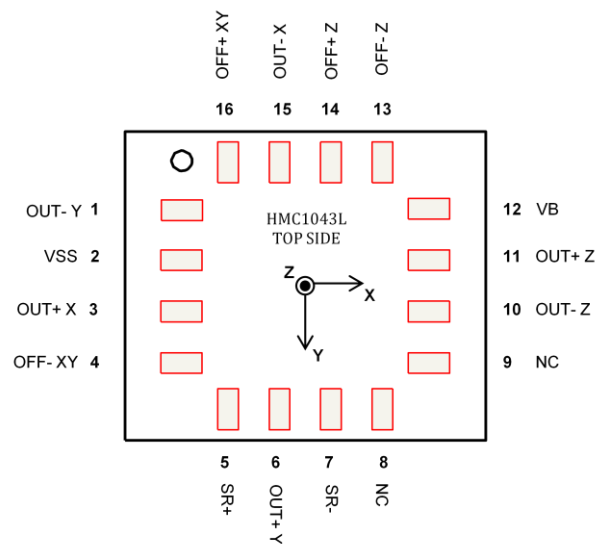 OFF+ XY
OUT- X
OFF+ Z
OFF- Z
16
15
14
13
OUT- Y 1
VSS 2
OUT+ X 3
OFF- XY 4
HMC1043L
TOP SIDE
Z
X
Y
12 VB
11 OUT+ Z
10 OUT- Z
9 NC
5
6
7
8
SR+
OUT+ Y
SR-
NC